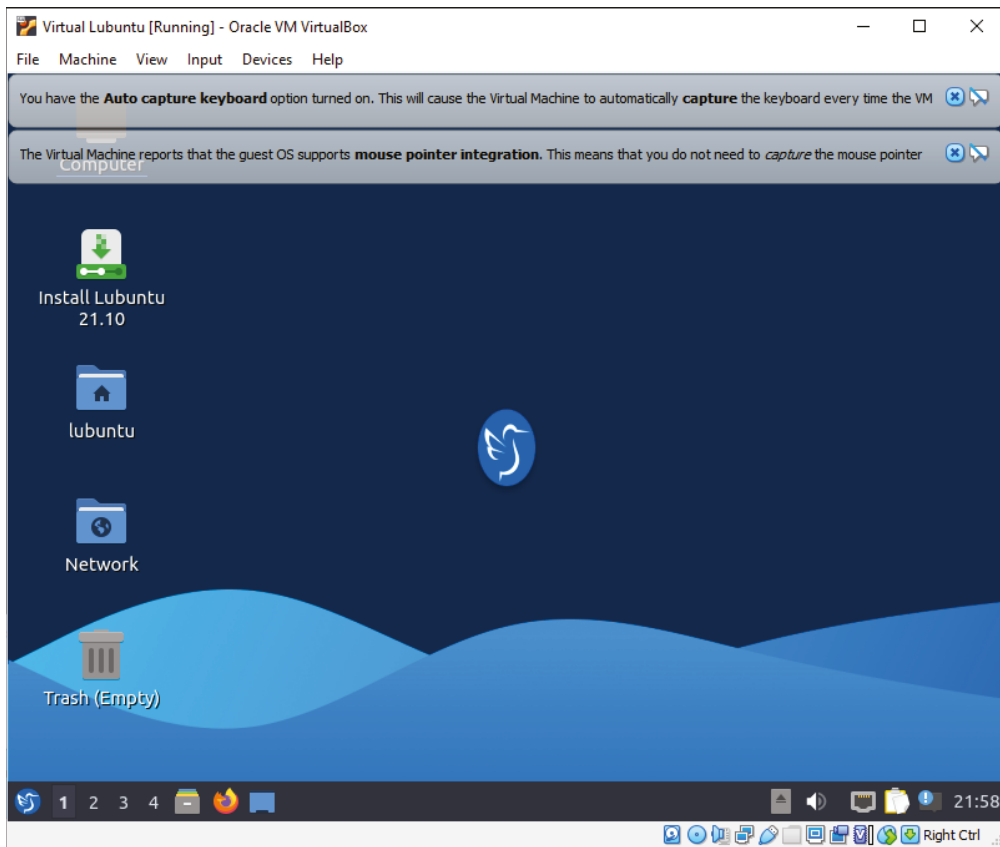 Virtual Lubuntu [Running] - Oracle VM VirtualBox
File Machine View Input Devices Help
You have the Auto capture keyboard option turned on. This will cause the Virtual Machine to automatically capture the keyboard every time the VM
The Virtual Machine reports that the guest OS supports mouse pointer integration. This means that you do not need to capture the mouse pointer
Computer
Install Lubuntu
21.10
lubuntu
Network
Trash (Empty)
1 2 3 4 21:58
Right Ctrl